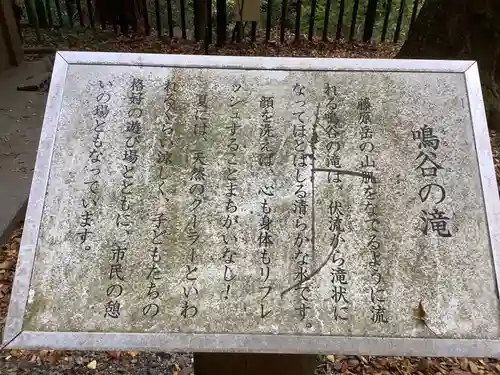 鳴谷の滝
藤原岳の山肌をなでるように流
れる鳴谷の滝は、伏流から滝状に
なってほとばしる清らかな水です。
顔を洗えば、心も身体もリフレ
ッシュすることまちがいなし！
夏には、天然のクーラーといわ
れるくらい涼しく、子どもたちの
格好の遊び場とともに、市民の憩
いの場ともなっています。